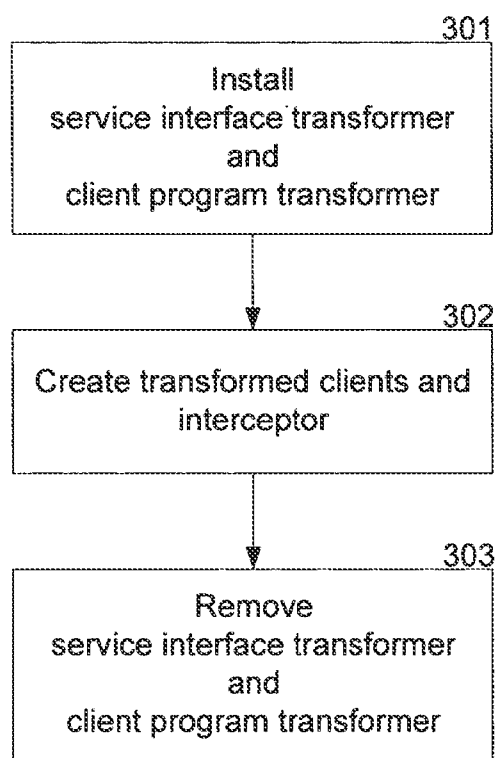 301
Install
service interface transformer
and
client program transformer
302
Create transformed clients and
interceptor
303
Remove
service interface transformer
and
client program transformer